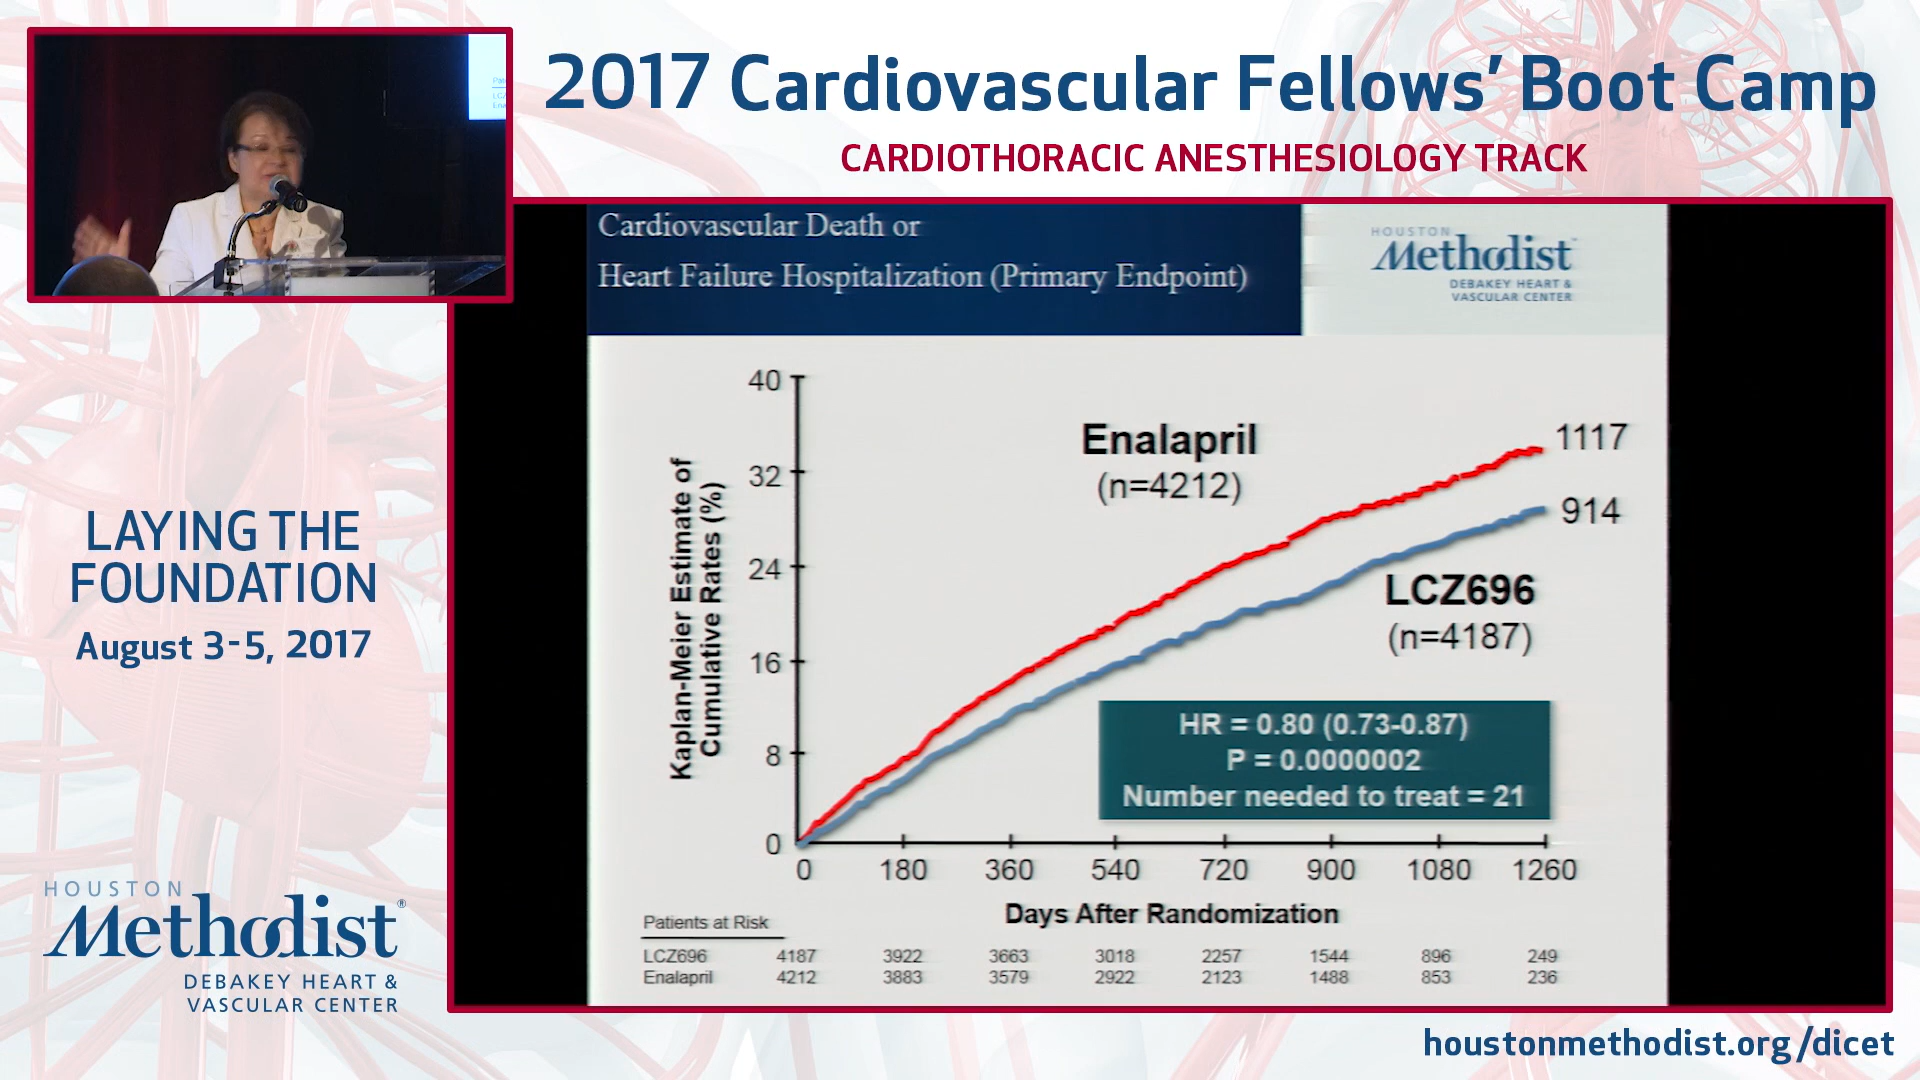 2017 Cardiovascular Fellows’ Boot Camp
CARDIOTHORACIC ANESTHESIOLOGY TRACK
Cardiovascular Death or
Heart Failure Hospitalization (Primary Endpoint)
HOUSTON
Methodist
DEBAKEY HEART &
VASCULAR CENTER
Kaplan-Meier Estimate of
Cumulative Rates (%)
40
32
24
16
8
0
Enalapril
(n=4212)
1117
914
LCZ696
(n=4187)
HR = 0.80 (0.73-0.87)
P = 0.0000002
Number needed to treat = 21
0 180 360 540 720 900 1080 1260
Days After Randomization
Patients at Risk
LCZ696 4187 3922 3663 3018 2257 1544 896 249
Enalapril 4212 3883 3579 2922 2123 1488 853 236
LAYING THE
FOUNDATION
August 3-5, 2017
HOUSTON
Methodist®
DEBAKEY HEART &
VASCULAR CENTER
houstonmethodist.org/dicet